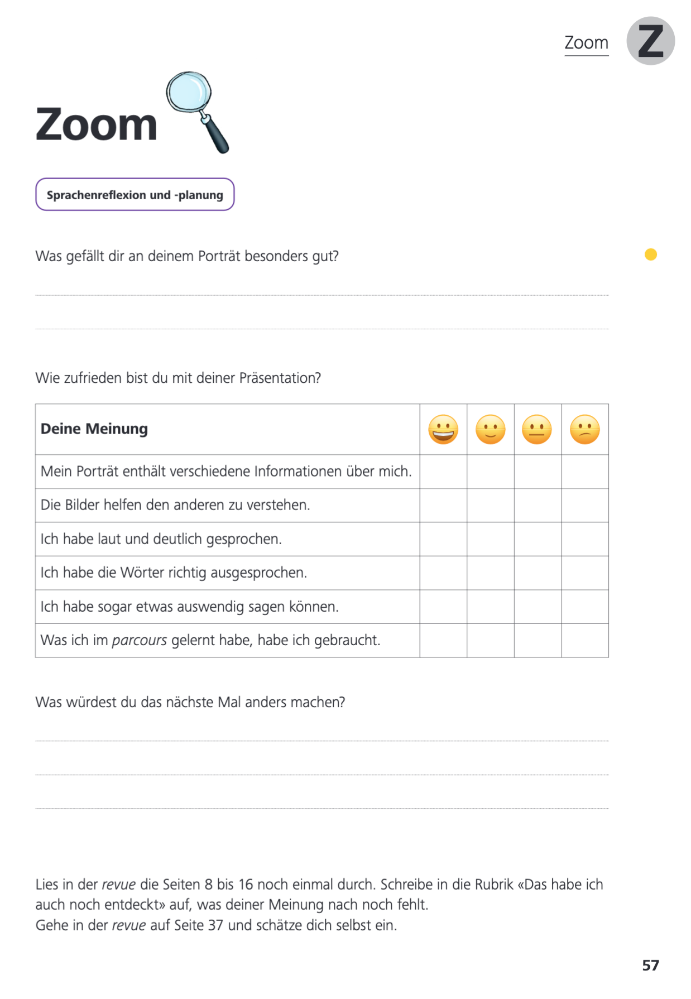 Zoom
Z
Zoom
Sprachenreflexion und -planung
Was gefällt dir an deinem Porträt besonders gut?
Wie zufrieden bist du mit deiner Präsentation?
Deine Meinung
Mein Porträt enthält verschiedene Informationen über mich.
Die Bilder helfen den anderen zu verstehen.
Ich habe laut und deutlich gesprochen.
Ich habe die Wörter richtig ausgesprochen.
Ich habe sogar etwas auswendig sagen können.
Was ich im parcours gelernt habe, habe ich gebraucht.
Was würdest du das nächste Mal anders machen?
Lies in der revue die Seiten 8 bis 16 noch einmal durch. Schreibe in die Rubrik «Das habe ich
auch noch entdeckt» auf, was deiner Meinung nach noch fehlt.
Gehe in der revue auf Seite 37 und schätze dich selbst ein.
57